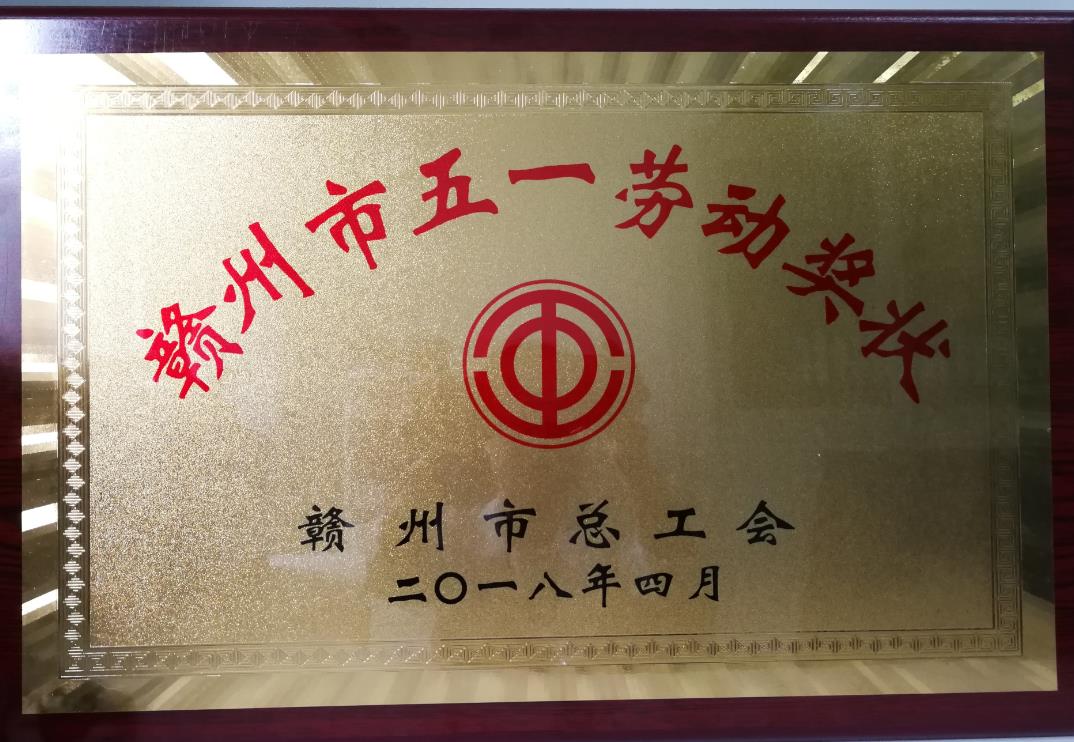 赣州市五一劳动奖状
赣州市总工会
二〇一八年四月